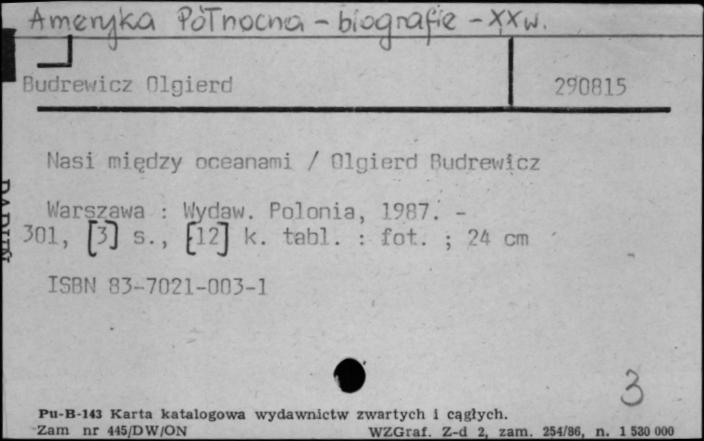 Ameryka Północna - biografie - XX w.
Budrewicz Olgierd 290815
Nasi między oceanami / Olgierd Budrewicz
Warszawa : Wydaw. Polonia, 1987. -
301, [3] s., [12] k. tabl. : fot. ; 24 cm
ISBN 83-7021-003-1
3
Pu-B-143 Karta katalogowa wydawnictw zwartych i cągłych.
Zam nr 445/DW/ON WZGraf. Z-d 2, zam. 254/86, n. 1 530 000